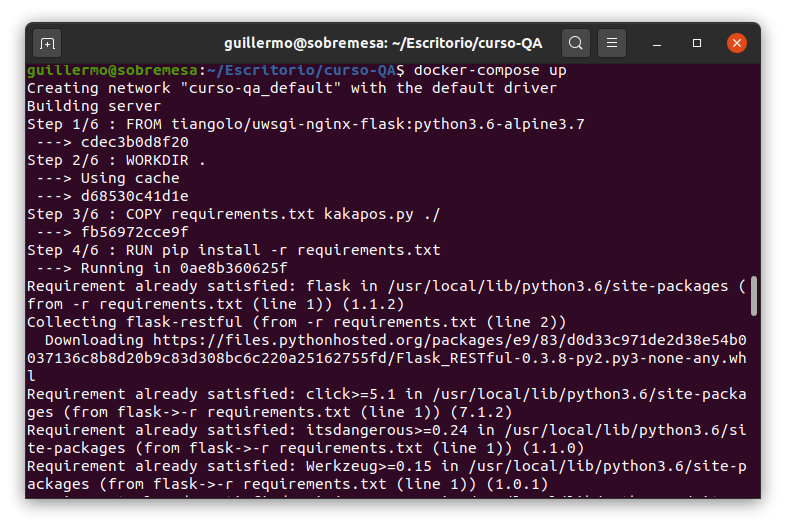 guillermo@sobremesa: ~/Escritorio/curso-QA
guillermo@sobremesa:~/Escritorio/curso-QA$ docker-compose up
Creating network "curso-qa_default" with the default driver
Building server
Step 1/6 : FROM tiangolo/uwsgi-nginx-flask:python3.6-alpine3.7
 ---> cdec3b0d8f20
Step 2/6 : WORKDIR .
 ---> Using cache
 ---> d68530c41d1e
Step 3/6 : COPY requirements.txt kakapos.py ./
 ---> fb56972cce9f
Step 4/6 : RUN pip install -r requirements.txt
 ---> Running in 0ae8b360625f
Requirement already satisfied: flask in /usr/local/lib/python3.6/site-packages (
from -r requirements.txt (line 1)) (1.1.2)
Collecting flask-restful (from -r requirements.txt (line 2))
  Downloading https://files.pythonhosted.org/packages/e9/83/d0d33c971de2d38e54b0
037136c8b8d20b9c83d308bc6c220a25162755fd/Flask_RESTful-0.3.8-py2.py3-none-any.wh
l
Requirement already satisfied: click>=5.1 in /usr/local/lib/python3.6/site-packa
ges (from flask->-r requirements.txt (line 1)) (7.1.2)
Requirement already satisfied: itsdangerous>=0.24 in /usr/local/lib/python3.6/si
te-packages (from flask->-r requirements.txt (line 1)) (1.1.0)
Requirement already satisfied: Werkzeug>=0.15 in /usr/local/lib/python3.6/site-p
ackages (from flask->-r requirements.txt (line 1)) (1.0.1)